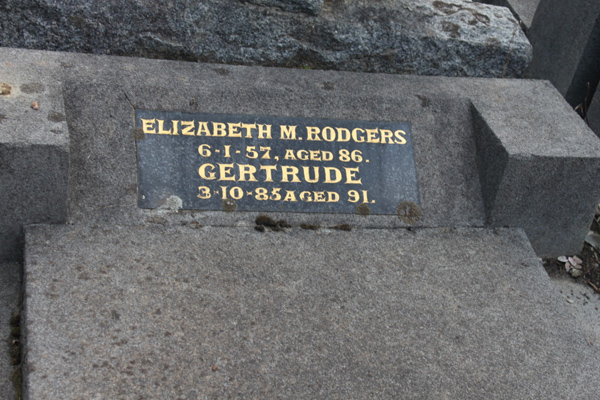 ELIZABETH M. RODGERS
6-1-57, AGED 86.
GERTRUDE
3-10-85 AGED 91.